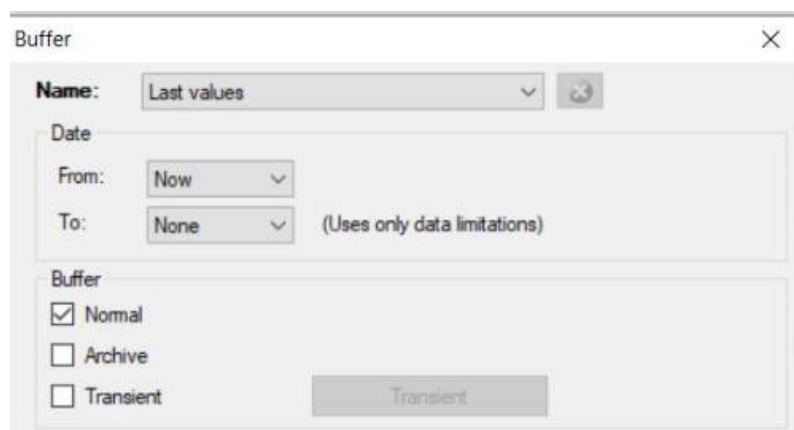 Buffer
Name: Last values
Date
From: Now
To: None (Uses only data limitations)
Buffer
Normal
Archive
Transient Transient